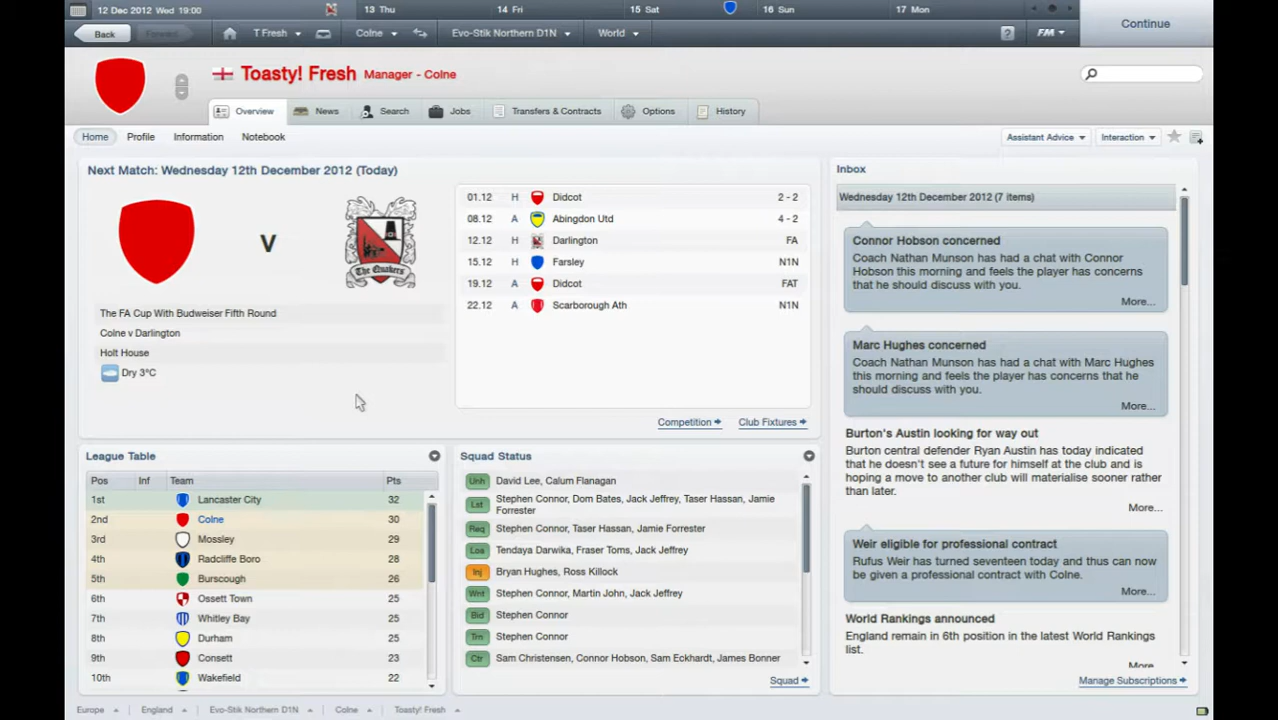 12 Dec 2012 Wed 19:00
13 Thu
14 Fri
15 Sat
16 Sun
17 Mon
Continue
Back
Forward
T Fresh
Colne
Evo-Stik Northern D1N
World
?
FM
Toasty! Fresh Manager - Colne
Overview
News
Search
Jobs
Transfers & Contracts
Options
History
Home
Profile
Information
Notebook
Assistant Advice
Interaction
Next Match: Wednesday 12th December 2012 (Today)
V
The Quakers
The FA Cup With Budweiser Fifth Round
Colne v Darlington
Holt House
Dry 3°C
01.12 H Didcot 2 - 2
08.12 A Abingdon Utd 4 - 2
12.12 H Darlington FA
15.12 H Farsley N1N
19.12 A Didcot FAT
22.12 A Scarborough Ath N1N
Competition
Club Fixtures
League Table
Pos Inf Team Pts
1st Lancaster City 32
2nd Colne 30
3rd Mossley 29
4th Radcliffe Boro 28
5th Burscough 26
6th Ossett Town 25
7th Whitley Bay 25
8th Durham 25
9th Consett 23
10th Wakefield 22
Squad Status
Unh David Lee, Calum Flanagan
Lst Stephen Connor, Dom Bates, Jack Jeffrey, Taser Hassan, Jamie
Forrester
Req Stephen Connor, Taser Hassan, Jamie Forrester
Loa Tendaya Darwika, Fraser Toms, Jack Jeffrey
Inj Bryan Hughes, Ross Killock
Wnt Stephen Connor, Martin John, Jack Jeffrey
Bid Stephen Connor
Trn Stephen Connor
Ctr Sam Christensen, Connor Hobson, Sam Eckhardt, James Bonner
Squad
Inbox
Wednesday 12th December 2012 (7 items)
Connor Hobson concerned
Coach Nathan Munson has had a chat with Connor
Hobson this morning and feels the player has concerns
that he should discuss with you.
More...
Marc Hughes concerned
Coach Nathan Munson has had a chat with Marc Hughes
this morning and feels the player has concerns that he
should discuss with you.
More...
Burton's Austin looking for way out
Burton central defender Ryan Austin has today indicated
that he doesn't see a future for himself at the club and is
hoping a move to another club will materialise sooner rather
than later.
More...
Weir eligible for professional contract
Rufus Weir has turned seventeen today and thus can now
be given a professional contract with Colne.
More...
World Rankings announced
England remain in 6th position in the latest World Rankings
list.
More
Manage Subscriptions
Europe
England
Evo-Stik Northern D1N
Colne
Toasty! Fresh